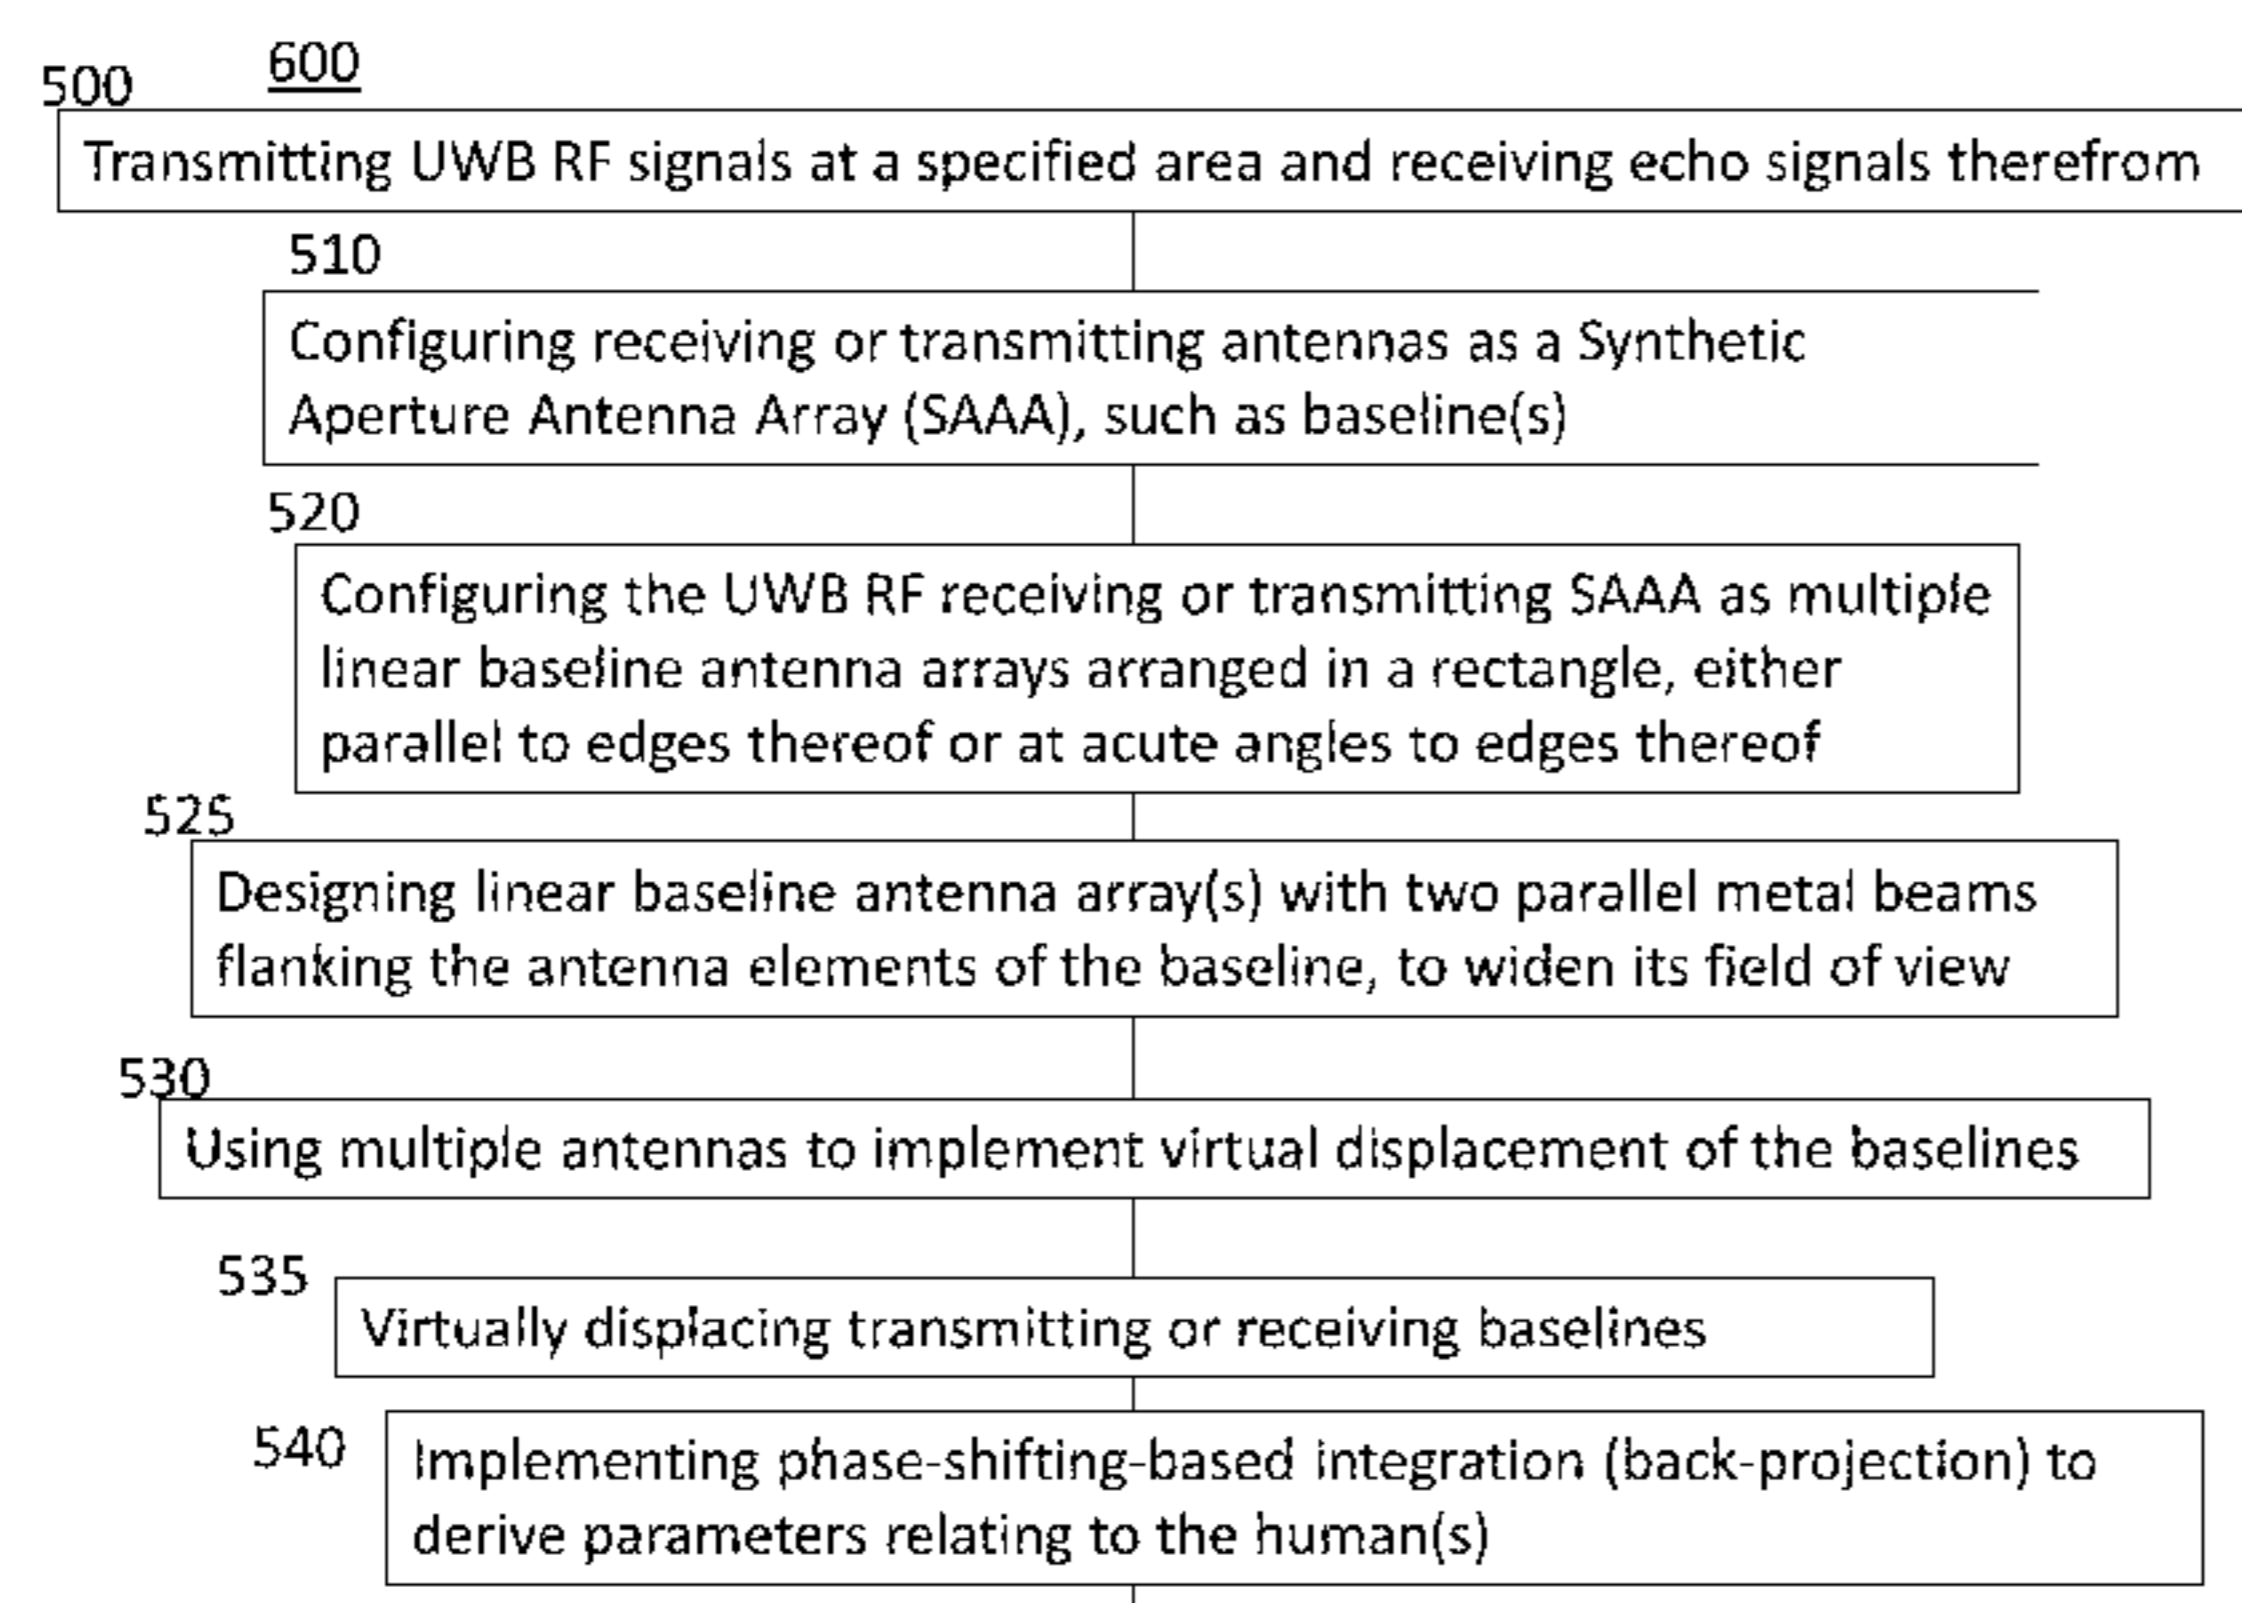 600
500
Transmitting UWB RF signals at a specified area and receiving echo signals therefrom
510
Configuring receiving or transmitting antennas as a Synthetic
Aperture Antenna Array (SAAA), such as baseline(s)
520
Configuring the UWB RF receiving or transmitting SAAA as multiple
linear baseline antenna arrays arranged in a rectangle, either
parallel to edges thereof or at acute angles to edges thereof
525
Designing linear baseline antenna array(s) with two parallel metal beams
flanking the antenna elements of the baseline, to widen its field of view
530
Using multiple antennas to implement virtual displacement of the baselines
535
Virtually displacing transmitting or receiving baselines
540
Implementing phase-shifting-based integration (back-projection) to
derive parameters relating to the human(s)